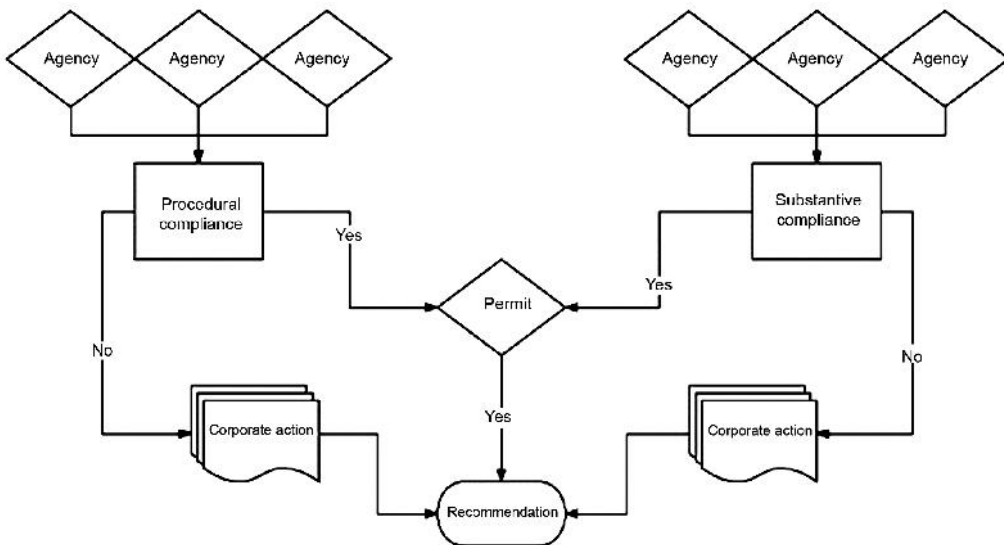 Agency
Agency
Agency
Agency
Agency
Agency
Procedural
compliance
Substantive
compliance
Yes
Yes
Permit
No
No
Corporate action
Yes
Corporate action
Recommendation